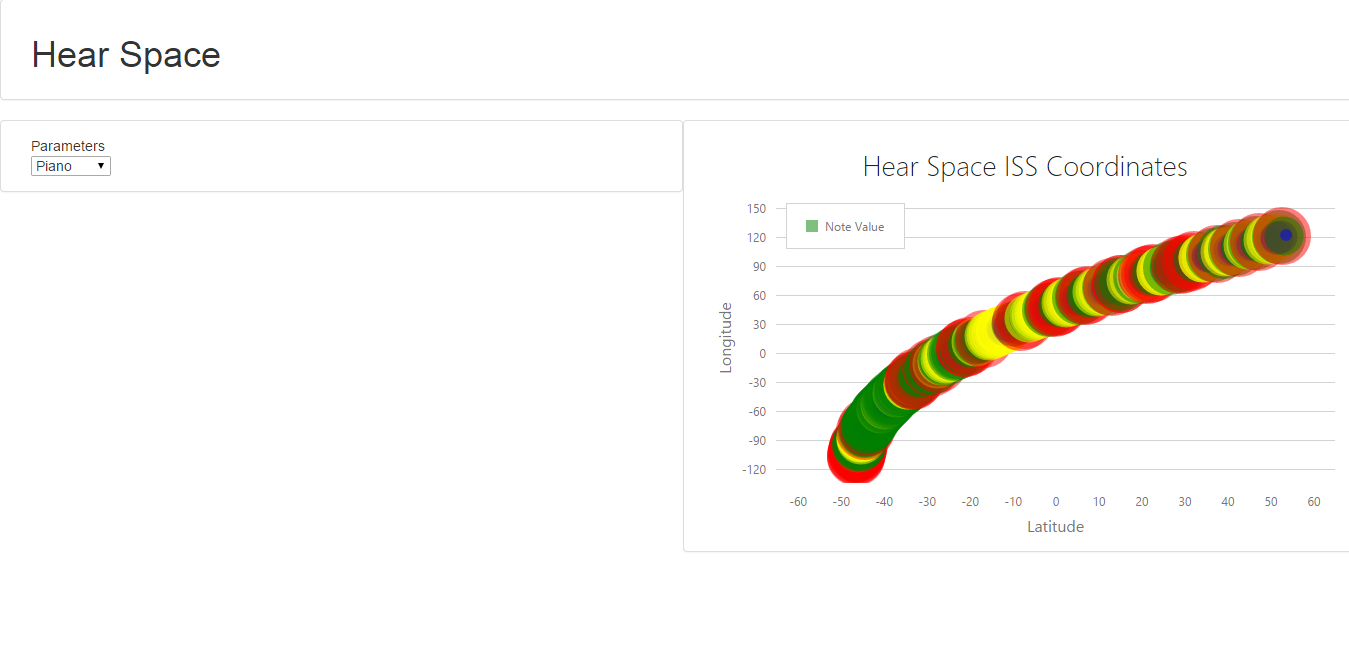 Hear Space
Parameters
Piano
Hear Space ISS Coordinates
Note Value
150
120
90
60
30
0
-30
-60
-90
-120
Longitude
-60 -50 -40 -30 -20 -10 0 10 20 30 40 50 60
Latitude